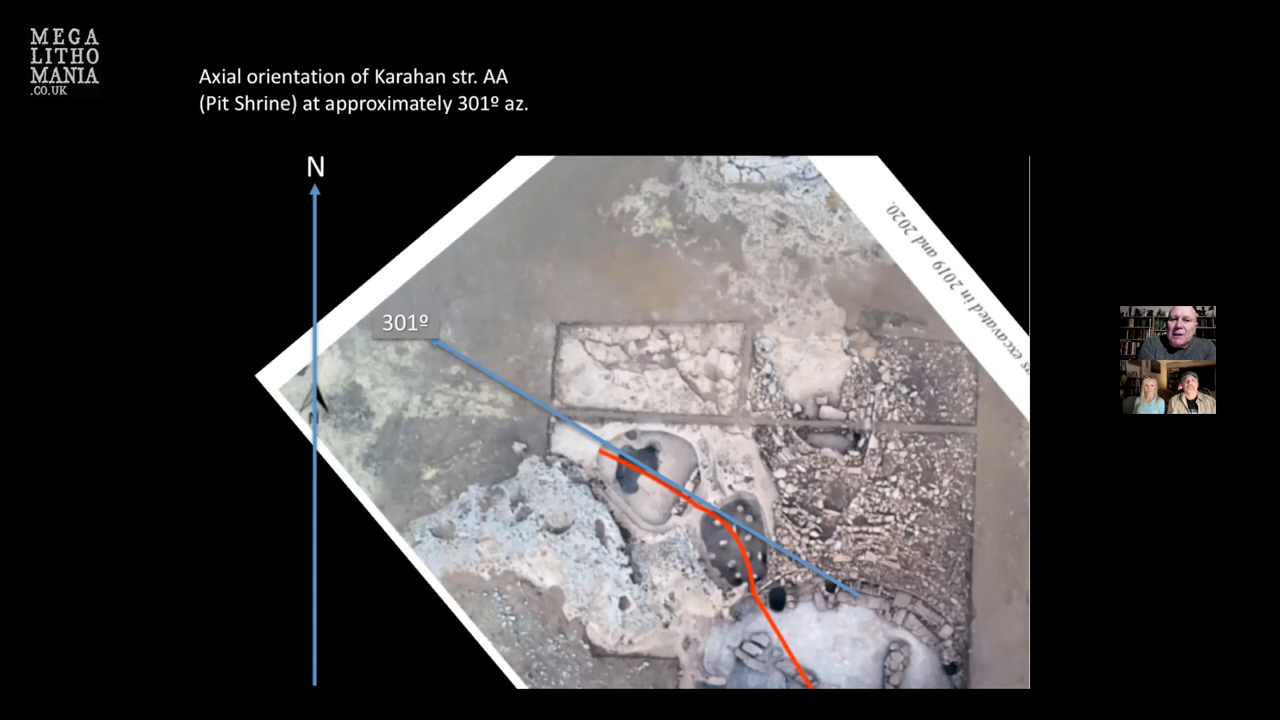 MEGA
LITHO
MANIA
.CO.UK
Axial orientation of Karahan str. AA
(Pit Shrine) at approximately 301º az.
N
301º
gs excavated in 2019 and 2020.